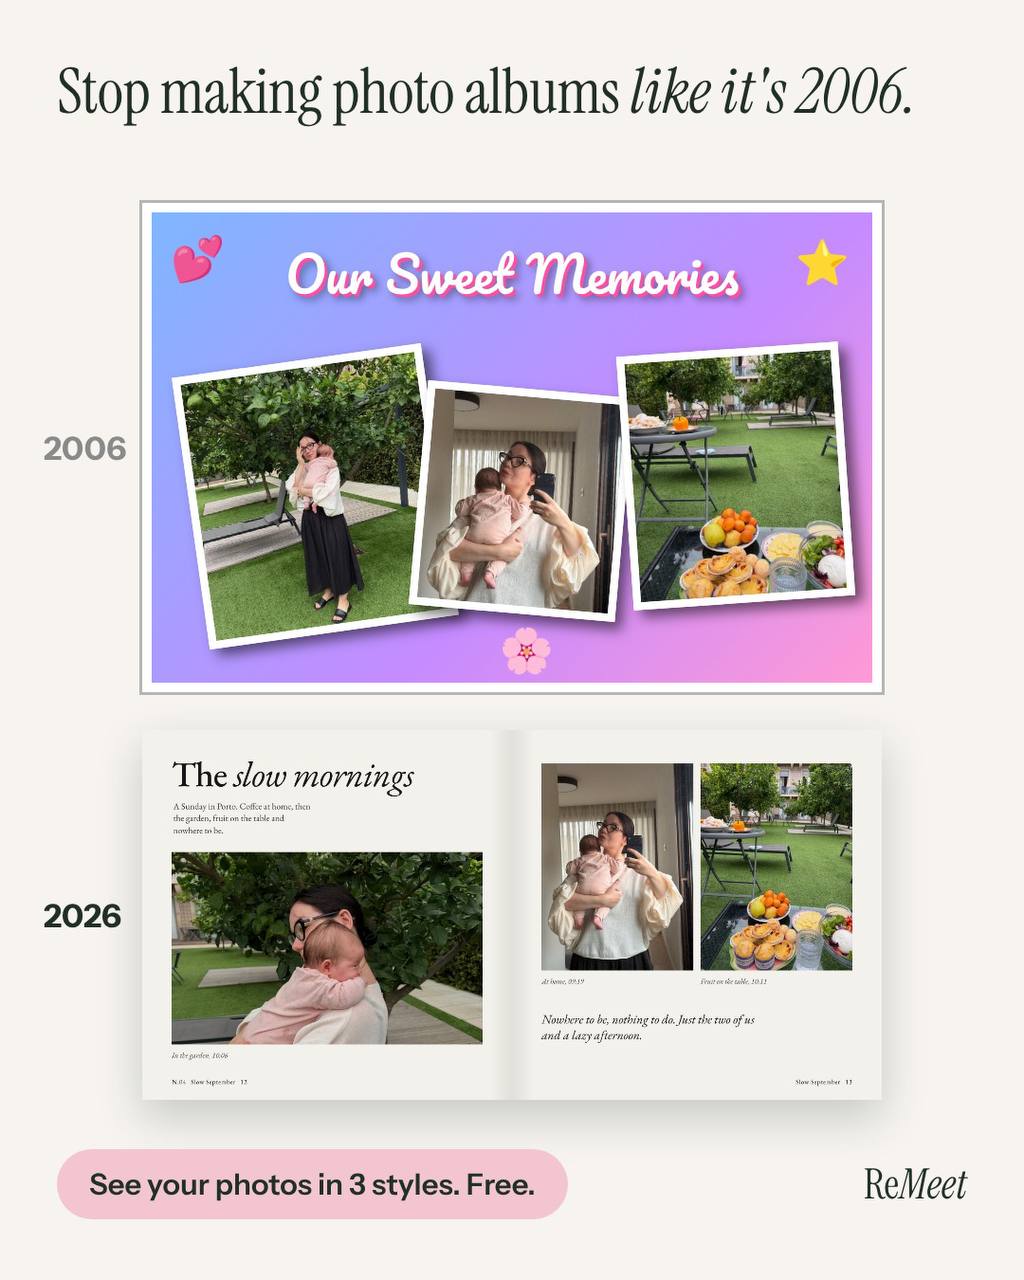 Stop making photo albums like it's 2006.
2006
Our Sweet Memories
2026
The slow mornings
A Sunday in Porto. Coffee at home, then
the garden, fruit on the table and
nowhere to be.
In the garden, 10:06
N.04 Slow September 12
At home, 09:39
Fruit on the table, 10:11
Nowhere to be, nothing to do. Just the two of us
and a lazy afternoon.
Slow September 13
See your photos in 3 styles. Free.
ReMeet